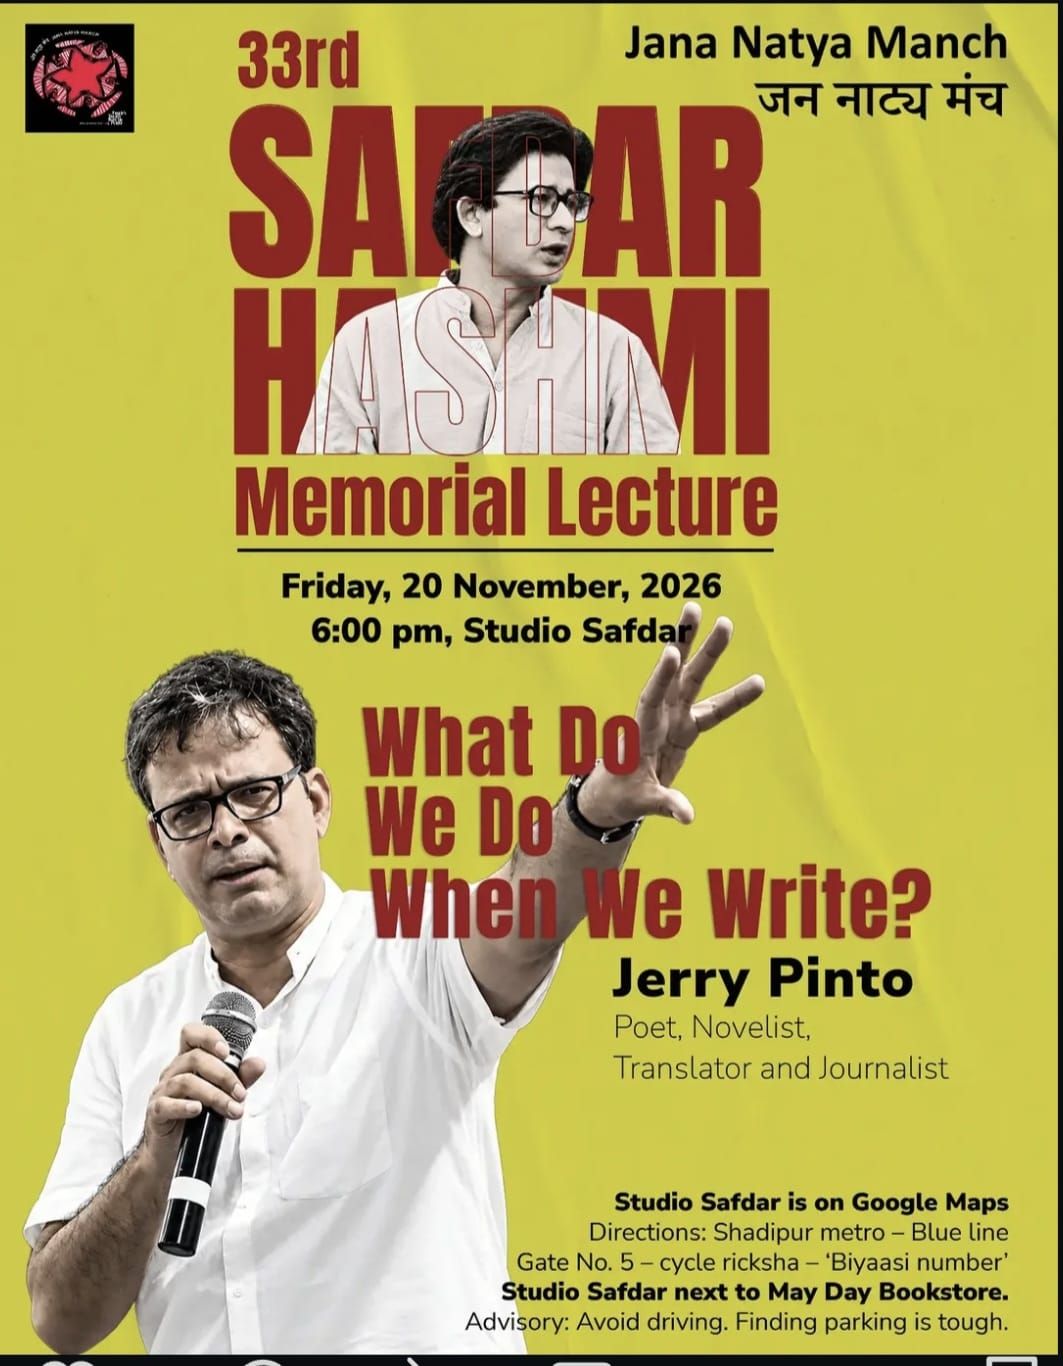 33rd
Jana Natya Manch
जन नाट्य मंच
SAFDAR
HASHMI
Memorial Lecture
Friday, 20 November, 2026
6:00 pm, Studio Safdar
What Do
We Do
When We Write?
Jerry Pinto
Poet, Novelist,
Translator and Journalist
Studio Safdar is on Google Maps
Directions: Shadipur metro – Blue line
Gate No. 5 – cycle ricksha – ‘Biyaasi number’
Studio Safdar next to May Day Bookstore.
Advisory: Avoid driving. Finding parking is tough.